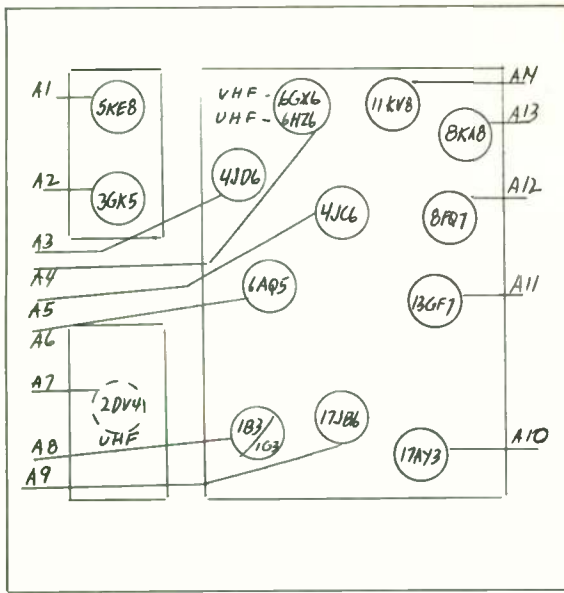 A1
5KE8
A2
3GK5
A3
A4
A5
A6
A7
2DV4
UHF
A8
A9
VHF - 6GX6
UHF - 6HZ6
4JD6
4JC6
6AQ5
1B3/1G3
17JB6
11KV8
8KA8
8FQ7
13GF7
17AY3
A14
A13
A12
A11
A10